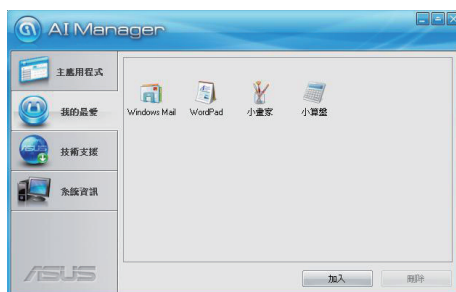 AI Manager
主應用程式
我的最愛
技術支援
系統資訊
Windows Mail
WordPad
小畫家
小算盤
加入
刪除
ASUS